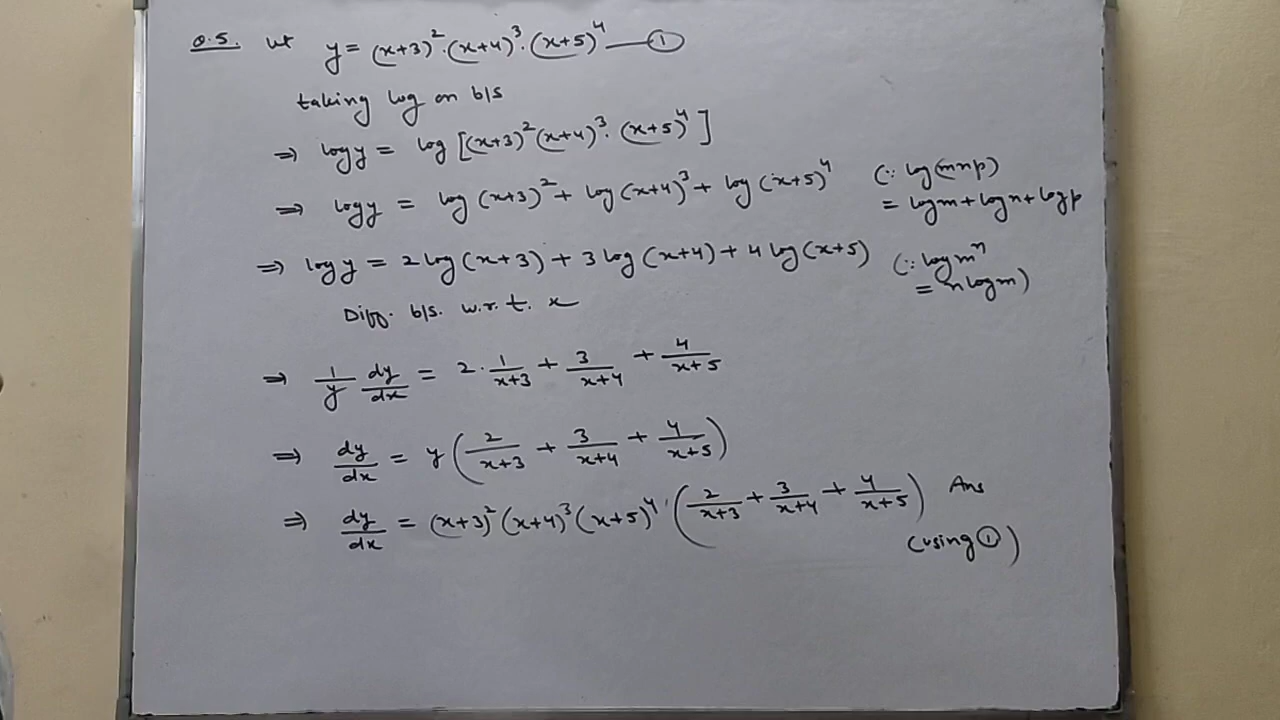 Q.5. let y = (x+3)². (x+4)³. (x+5)⁴ —— ①
taking log on b/s
⇒ log y = log [(x+3)² (x+4)³. (x+5)⁴]
⇒ log y = log (x+3)² + log (x+4)³ + log (x+5)⁴ (∵ log(mnp)
= logm + logn + logp
⇒ log y = 2 log (x+3) + 3 log (x+4) + 4 log (x+5) (∵ log mⁿ
= n log m)
Diff. b/s. w.r.t. x
⇒ 1/y dy/dx = 2. 1/x+3 + 3/x+4 + 4/x+5
⇒ dy/dx = y (2/x+3 + 3/x+4 + 4/x+5)
⇒ dy/dx = (x+3)² (x+4)³ (x+5)⁴ . (2/x+3 + 3/x+4 + 4/x+5) Ans
(using ①)